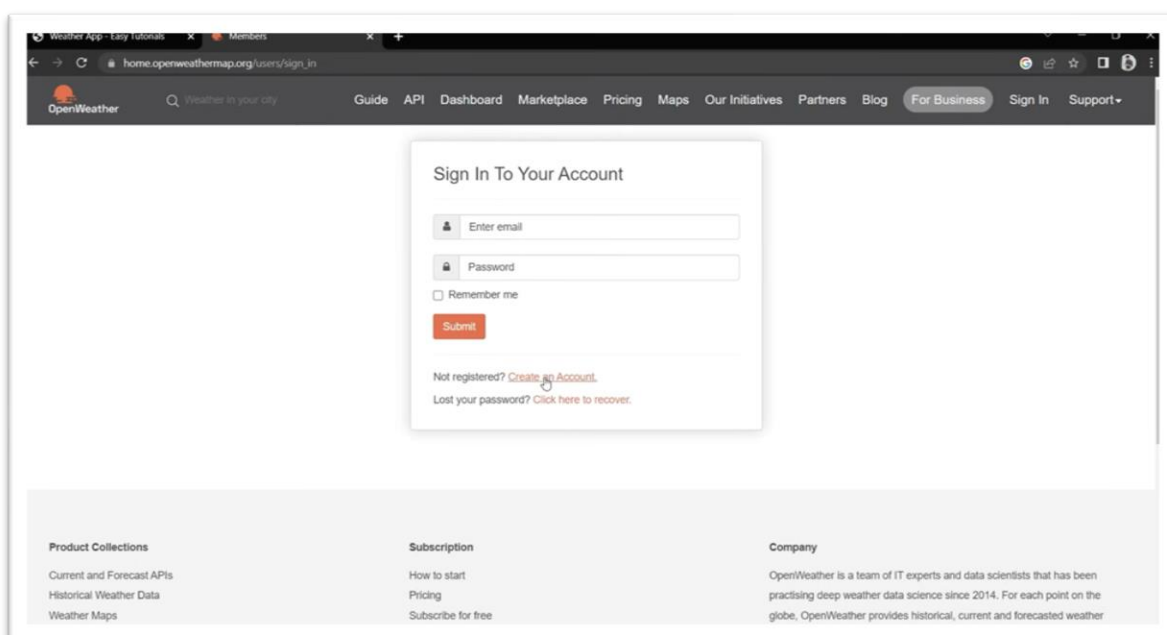 Weather App - Easy Tutorials
Members
home.openweathermap.org/users/sign_in
OpenWeather
Weather in your city
Guide API Dashboard Marketplace Pricing Maps Our Initiatives Partners Blog For Business Sign In Support
Sign In To Your Account
Enter email
Password
Remember me
Submit
Not registered? Create an Account.
Lost your password? Click here to recover.
Product Collections
Current and Forecast APIs
Historical Weather Data
Weather Maps
Subscription
How to start
Pricing
Subscribe for free
Company
OpenWeather is a team of IT experts and data scientists that has been
practising deep weather data science since 2014. For each point on the
globe, OpenWeather provides historical, current and forecasted weather